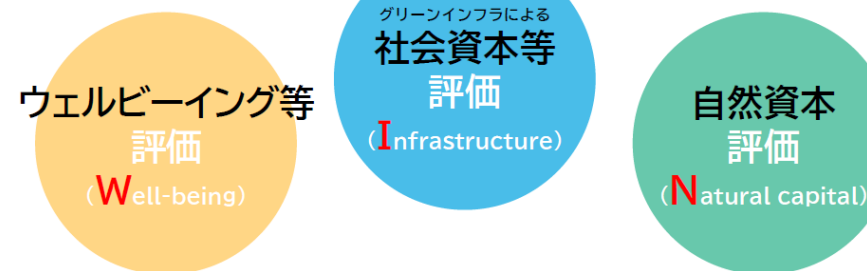 ウェルビーイング等
評価
(Well-being)
グリーンインフラによる
社会資本等
評価
(Infrastructure)
自然資本
評価
(Natural capital)